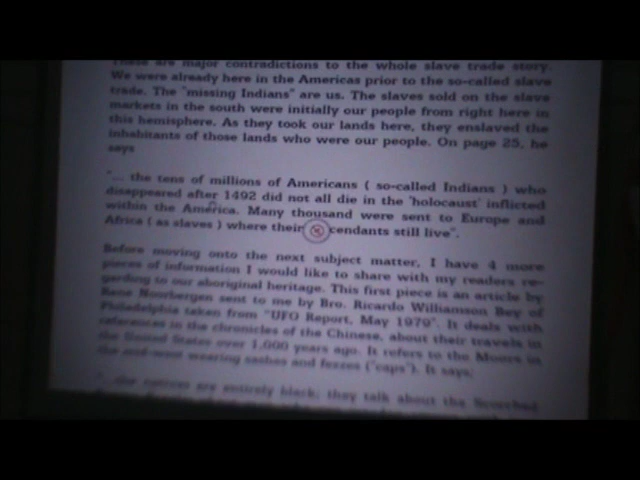 These are major contradictions to the whole slave trade story.
We were already here in the Americas prior to the so-called slave
trade. The "missing Indians" are us. The slaves sold on the slave
markets in the south were initially our people from right here in
this hemisphere. As they took our lands here, they enslaved the
inhabitants of those lands who were our people. On page 25, he
says
"... the tens of millions of Americans ( so-called Indians ) who
disappeared after 1492 did not all die in the 'holocaust' inflicted
within the America. Many thousand were sent to Europe and
Africa ( as slaves ) where their cendants still live".
Before moving onto the next subject matter, I have 4 more
pieces of information I would like to share with my readers re-
garding to our aboriginal heritage. This first piece is an article by
Rene Noorbergen sent to me by Bro. Ricardo Williamson Bey of
Philadelphia taken from "UFO Report, May 1979". It deals with
references in the chronicles of the Chinese, about their travels in
the United States over 1,000 years ago. It refers to the Moors in
the mid-west wearing sashes and fezzes ("caps"). It says;
"...the natives are entirely black; they talk about the Scorched